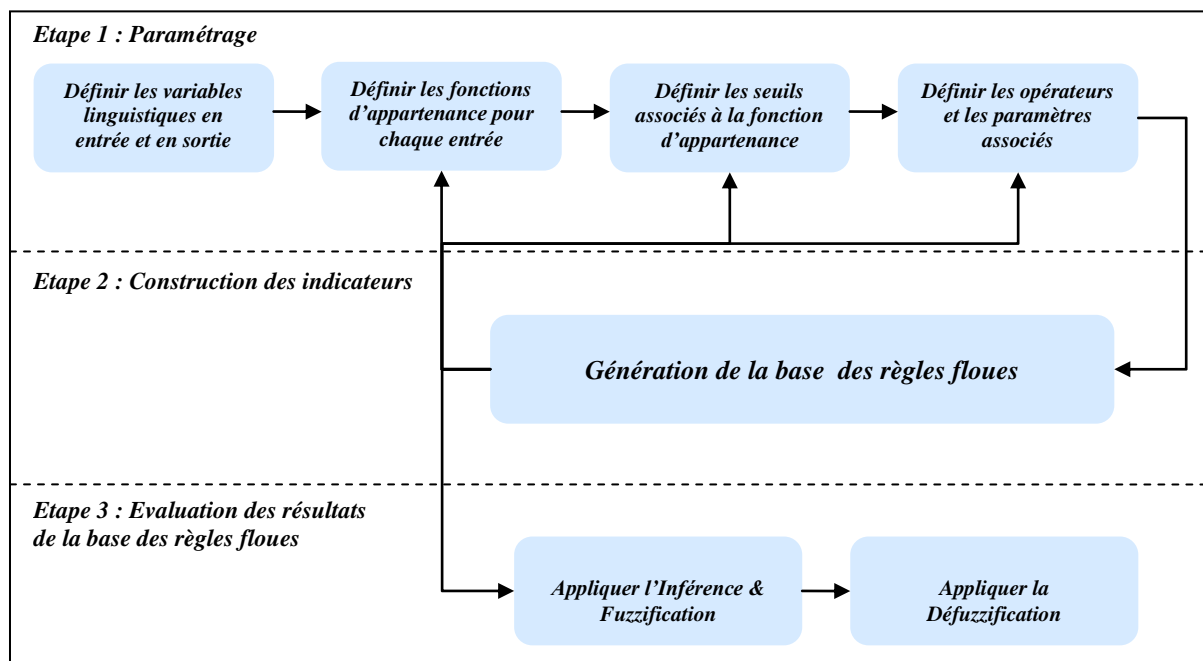 Etape 1 : Paramétrage
Définir les variables
linguistiques en
entrée et en sortie
Définir les fonctions
d'appartenance pour
chaque entrée
Définir les seuils
associés à la fonction
d'appartenance
Définir les opérateurs
et les paramètres
associés
Etape 2 : Construction des indicateurs
Génération de la base des règles floues
Etape 3 : Evaluation des résultats
de la base des règles floues
Appliquer l'Inférence &
Fuzzification
Appliquer la
Défuzzification